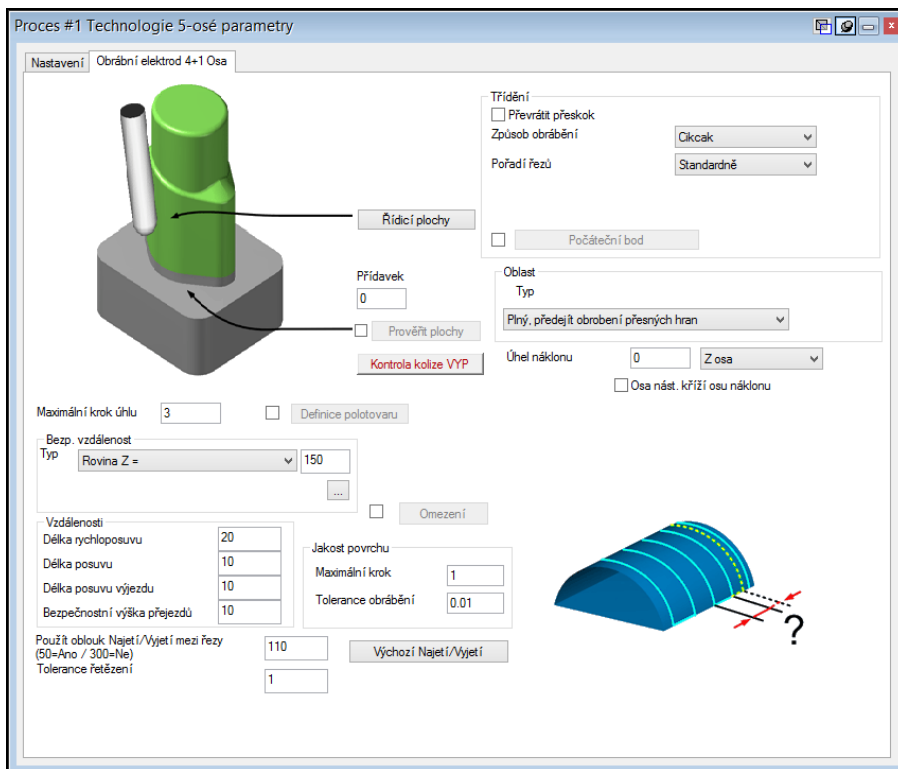 Proces #1 Technologie 5-osé parametry
Nastavení
Obrábní elektrod 4+1 Osa
Třídění
Převrátit přeskok
Způsob obrábění
Cikcak
Pořadí řezů
Standardně
Řídicí plochy
Počáteční bod
Přídavek
0
Prověřit plochy
Kontrola kolize VYP
Oblast
Typ
Plný, předejít obrobení přesných hran
Úhel náklonu
0
Z osa
Osa nást. kříží osu náklonu
Maximální krok úhlu
3
Definice polotovaru
Bezp. vzdálenost
Typ
Rovina Z =
150
...
Omezení
Vzdálenosti
Délka rychloposuvu
20
Délka posuvu
10
Délka posuvu výjezdu
10
Bezpečnostní výška přejezdů
10
Jakost povrchu
Maximální krok
1
Tolerance obrábění
0.01
?
Použít oblouk Najetí/Vyjetí mezi řezy
(50=Ano / 300=Ne)
110
Výchozí Najetí/Vyjetí
Tolerance řetězení
1